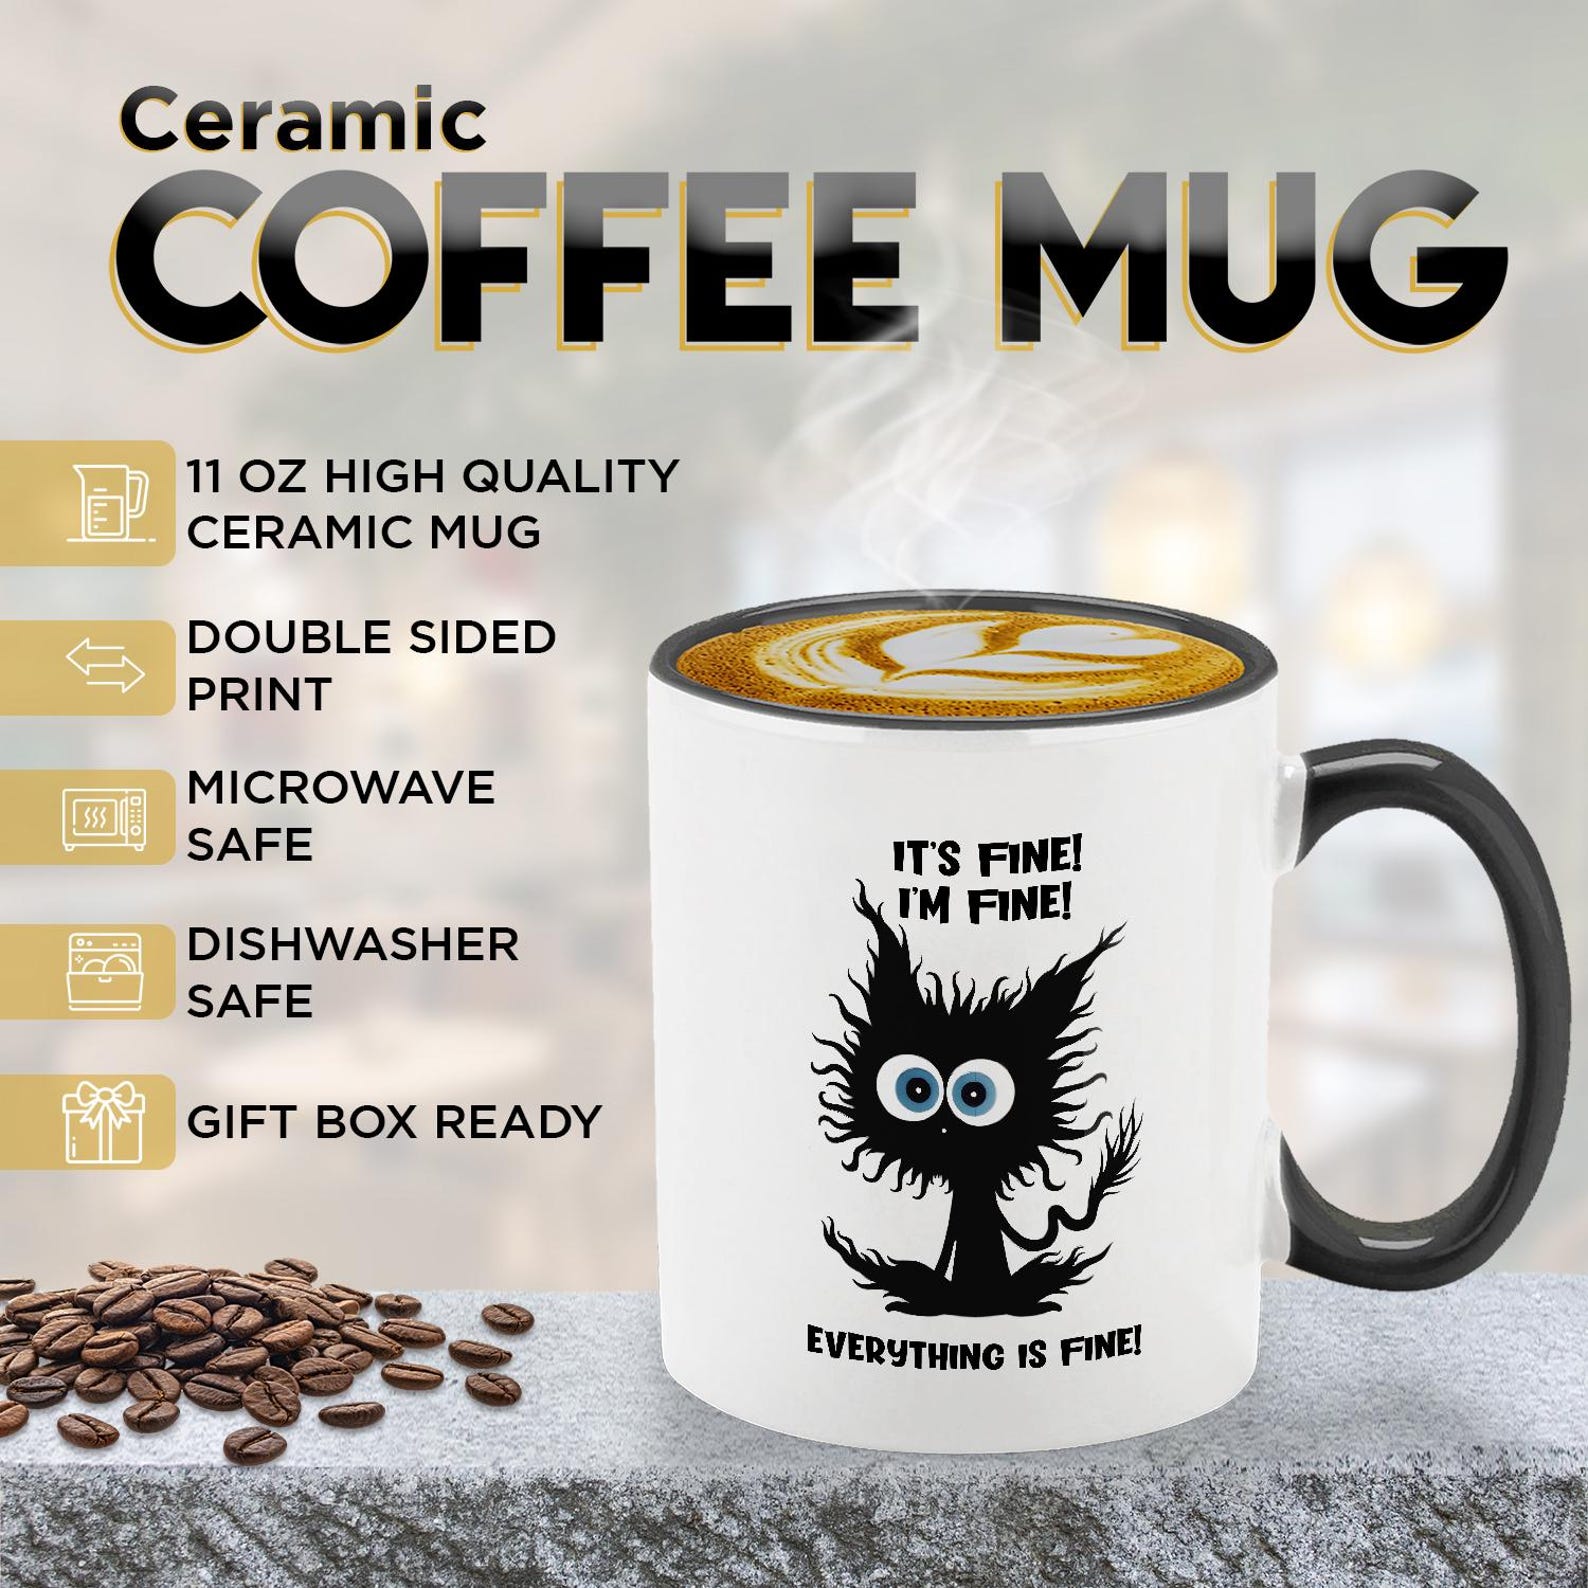 Ceramic
COFFEE MUG
11 OZ HIGH QUALITY
CERAMIC MUG
DOUBLE SIDED
PRINT
MICROWAVE
SAFE
DISHWASHER
SAFE
GIFT BOX READY
IT'S FINE!
I'M FINE!
EVERYTHING IS FINE!